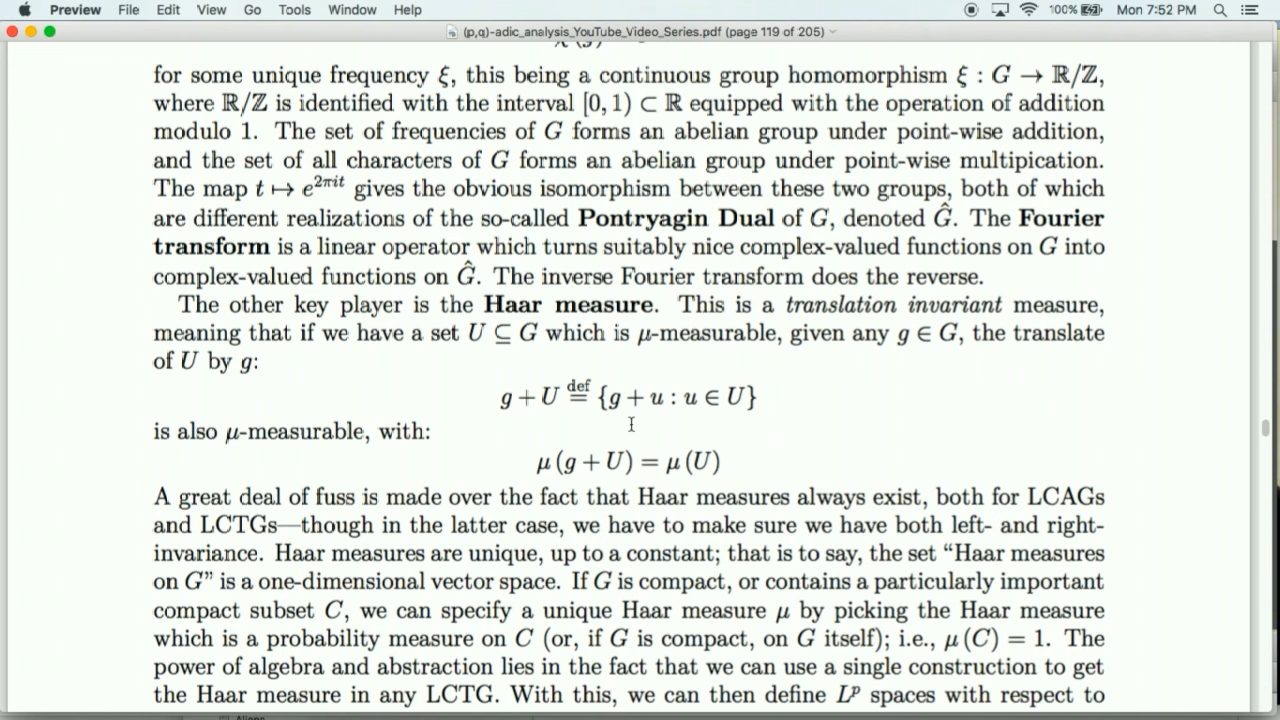 Preview File Edit View Go Tools Window Help 100% Mon 7:52 PM
(p,q)-adic_analysis_YouTube_Video_Series.pdf (page 119 of 205)
for some unique frequency ξ, this being a continuous group homomorphism ξ : G → ℝ/ℤ,
where ℝ/ℤ is identified with the interval [0, 1) ⊂ ℝ equipped with the operation of addition
modulo 1. The set of frequencies of G forms an abelian group under point-wise addition,
and the set of all characters of G forms an abelian group under point-wise multipication.
The map t ↦ e^{2πit} gives the obvious isomorphism between these two groups, both of which
are different realizations of the so-called Pontryagin Dual of G, denoted Ĝ. The Fourier
transform is a linear operator which turns suitably nice complex-valued functions on G into
complex-valued functions on Ĝ. The inverse Fourier transform does the reverse.
The other key player is the Haar measure. This is a translation invariant measure,
meaning that if we have a set U ⊆ G which is μ-measurable, given any g ∈ G, the translate
of U by g:
g + U def= {g + u : u ∈ U}
is also μ-measurable, with:
μ (g + U) = μ (U)
A great deal of fuss is made over the fact that Haar measures always exist, both for LCAGs
and LCTGs—though in the latter case, we have to make sure we have both left- and right-
invariance. Haar measures are unique, up to a constant; that is to say, the set “Haar measures
on G” is a one-dimensional vector space. If G is compact, or contains a particularly important
compact subset C, we can specify a unique Haar measure μ by picking the Haar measure
which is a probability measure on C (or, if G is compact, on G itself); i.e., μ (C) = 1. The
power of algebra and abstraction lies in the fact that we can use a single construction to get
the Haar measure in any LCTG. With this, we can then define L^p spaces with respect to